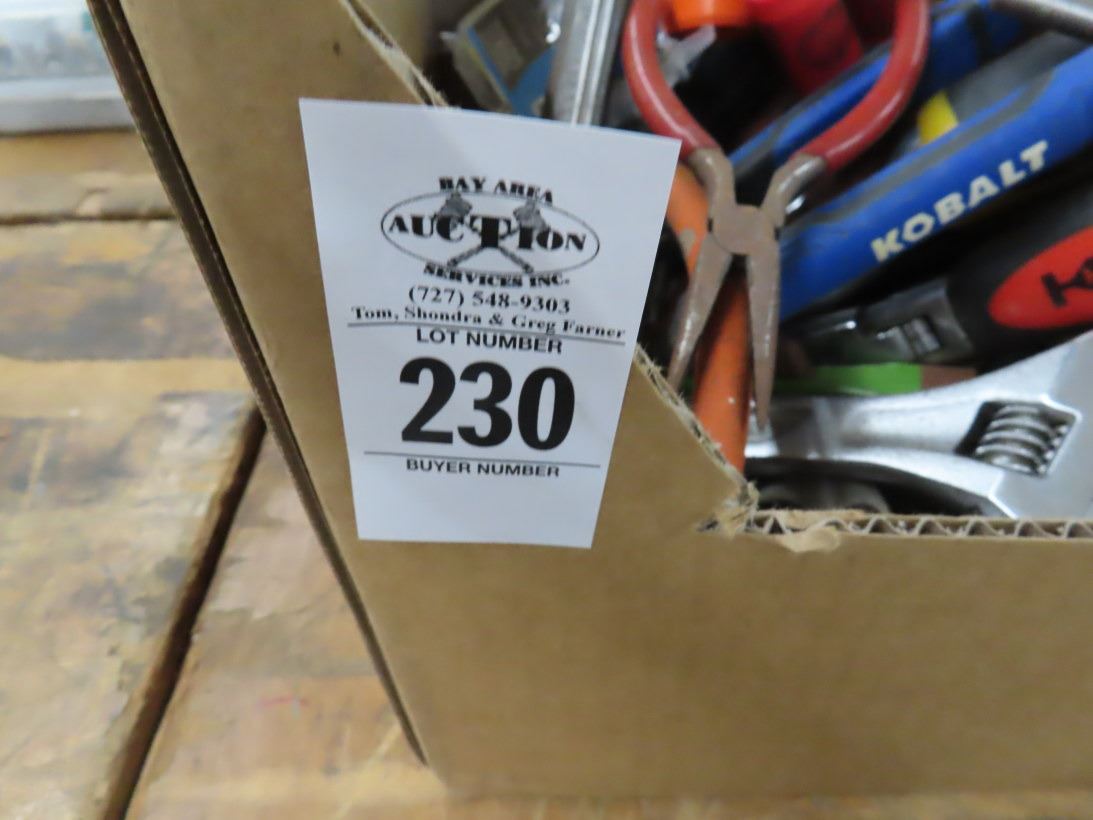 BAY AREA
AUCTION
SERVICES INC.
(727) 548-9303
Tom, Shondra & Greg Farner
LOT NUMBER
230
BUYER NUMBER
KOBALT